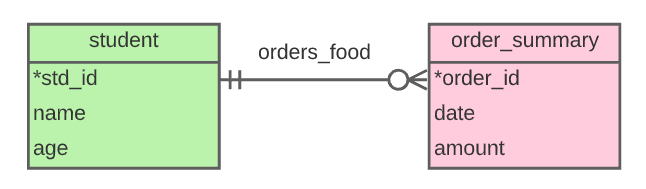 student
*std_id
name
age
orders_food
order_summary
*order_id
date
amount